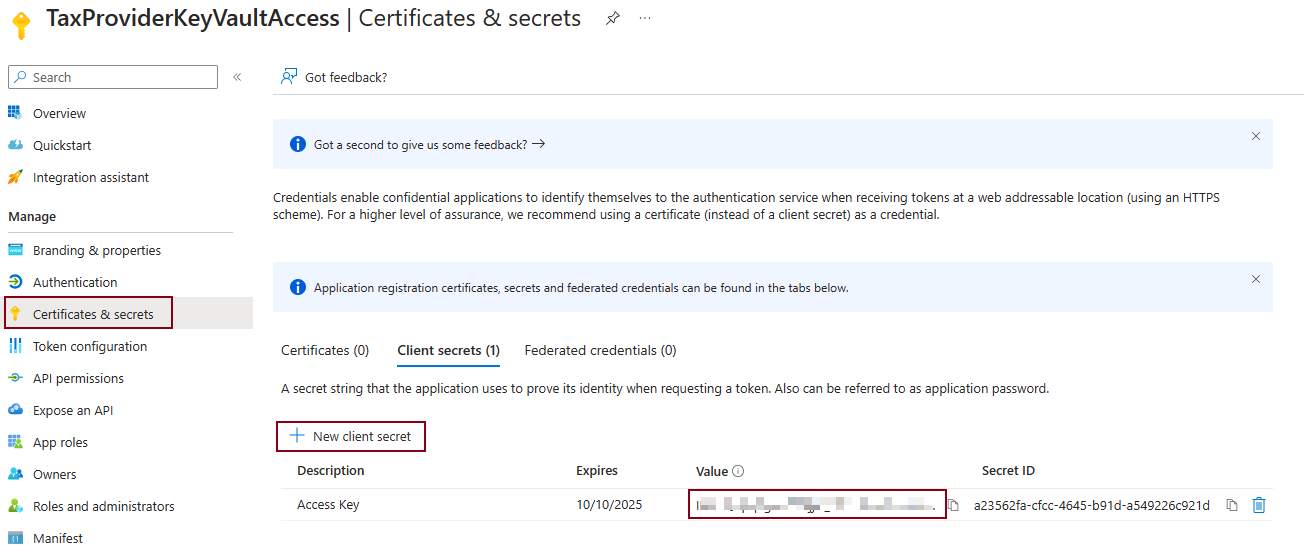 TaxProviderKeyVaultAccess | Certificates & secrets
Search
Overview
Quickstart
Integration assistant
Manage
Branding & properties
Authentication
Certificates & secrets
Token configuration
API permissions
Expose an API
App roles
Owners
Roles and administrators
Manifest
Got feedback?
Got a second to give us some feedback?
Credentials enable confidential applications to identify themselves to the authentication service when receiving tokens at a web addressable location (using an HTTPS
scheme). For a higher level of assurance, we recommend using a certificate (instead of a client secret) as a credential.
Application registration certificates, secrets and federated credentials can be found in the tabs below.
Certificates (0) Client secrets (1) Federated credentials (0)
A secret string that the application uses to prove its identity when requesting a token. Also can be referred to as application password.
New client secret
Description Expires Value Secret ID
Access Key 10/10/2025 a23562fa-cfcc-4645-b91d-a549226c921d